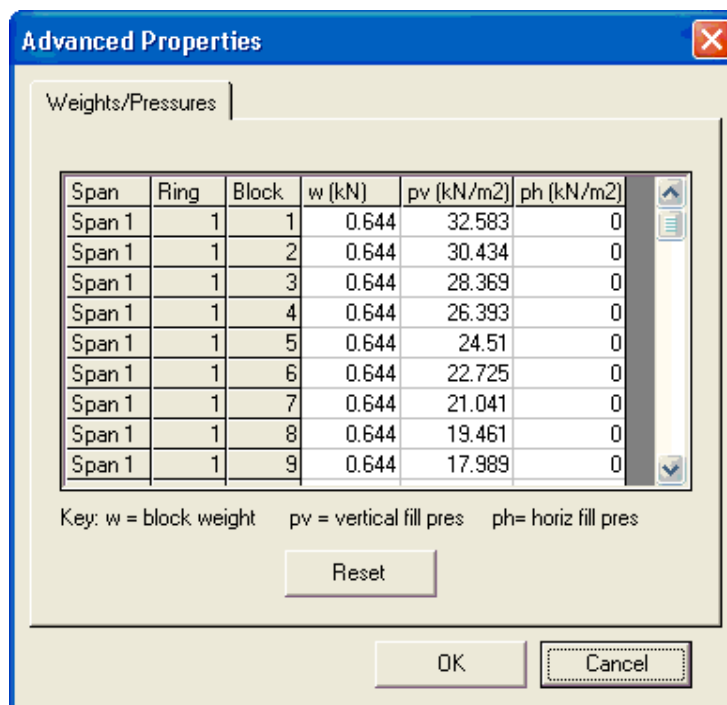 Advanced Properties
Weights/Pressures
Span Ring Block w (kN) pv (kN/m2) ph (kN/m2)
Span 1 1 1 0.644 32.583 0
Span 1 1 2 0.644 30.434 0
Span 1 1 3 0.644 28.369 0
Span 1 1 4 0.644 26.393 0
Span 1 1 5 0.644 24.51 0
Span 1 1 6 0.644 22.725 0
Span 1 1 7 0.644 21.041 0
Span 1 1 8 0.644 19.461 0
Span 1 1 9 0.644 17.989 0
Key: w = block weight pv = vertical fill pres ph= horiz fill pres
Reset
OK Cancel